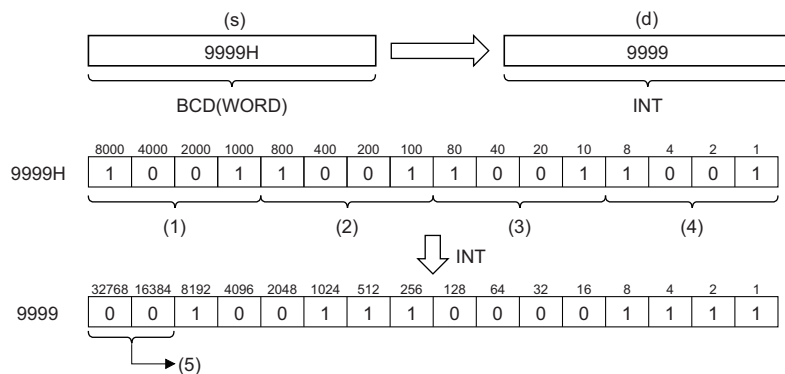 (s) (d)
9999H 9999
BCD(WORD) INT
8000 4000 2000 1000 800 400 200 100 80 40 20 10 8 4 2 1
9999H 1 0 0 1 1 0 0 1 1 0 0 1 1 0 0 1
(1) (2) (3) (4)
INT
32768 16384 8192 4096 2048 1024 512 256 128 64 32 16 8 4 2 1
9999 0 0 1 0 0 1 1 1 0 0 0 0 1 1 1 1
(5)